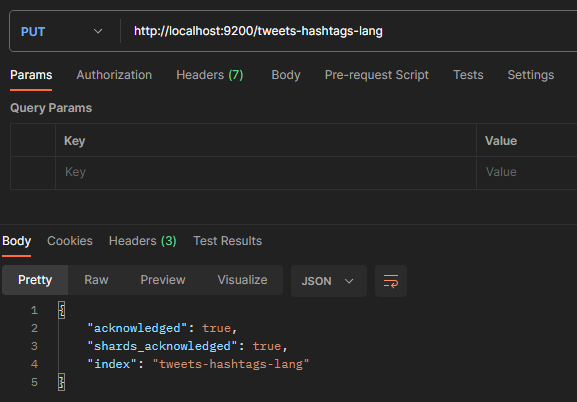 PUT http://localhost:9200/tweets-hashtags-lang
Params Authorization Headers (7) Body Pre-request Script Tests Settings
Query Params
Key Value
Key Value
Body Cookies Headers (3) Test Results
Pretty Raw Preview Visualize JSON
1 {
2 "acknowledged": true,
3 "shards_acknowledged": true,
4 "index": "tweets-hashtags-lang"
5 }